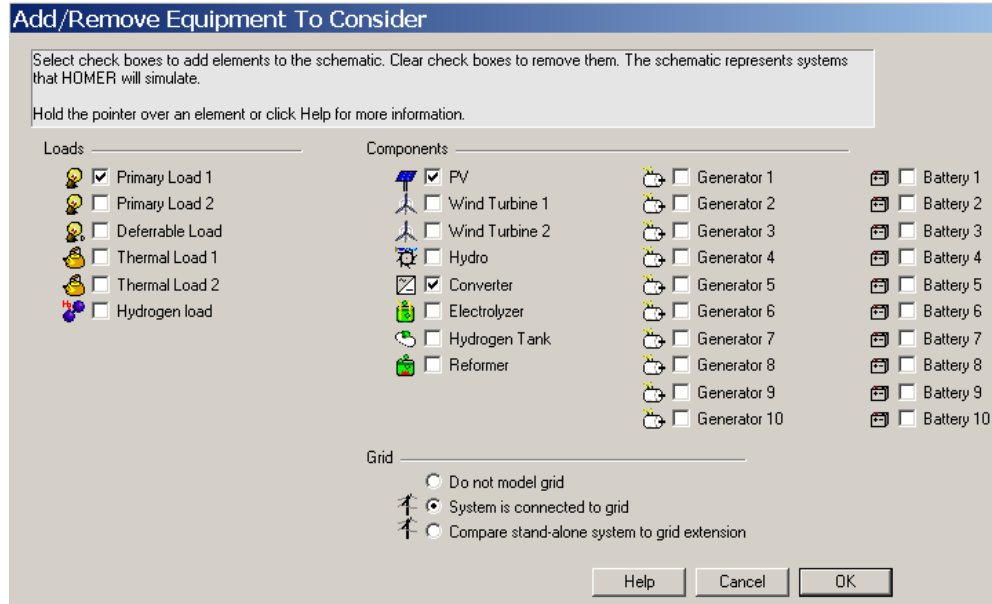 Add/Remove Equipment To Consider
Select check boxes to add elements to the schematic. Clear check boxes to remove them. The schematic represents systems
that HOMER will simulate.
Hold the pointer over an element or click Help for more information.
Loads
Primary Load 1
Primary Load 2
Deferrable Load
Thermal Load 1
Thermal Load 2
Hydrogen load
Components
PV
Wind Turbine 1
Wind Turbine 2
Hydro
Converter
Electrolyzer
Hydrogen Tank
Reformer
Generator 1
Generator 2
Generator 3
Generator 4
Generator 5
Generator 6
Generator 7
Generator 8
Generator 9
Generator 10
Battery 1
Battery 2
Battery 3
Battery 4
Battery 5
Battery 6
Battery 7
Battery 8
Battery 9
Battery 10
Grid
Do not model grid
System is connected to grid
Compare stand-alone system to grid extension
Help
Cancel
OK